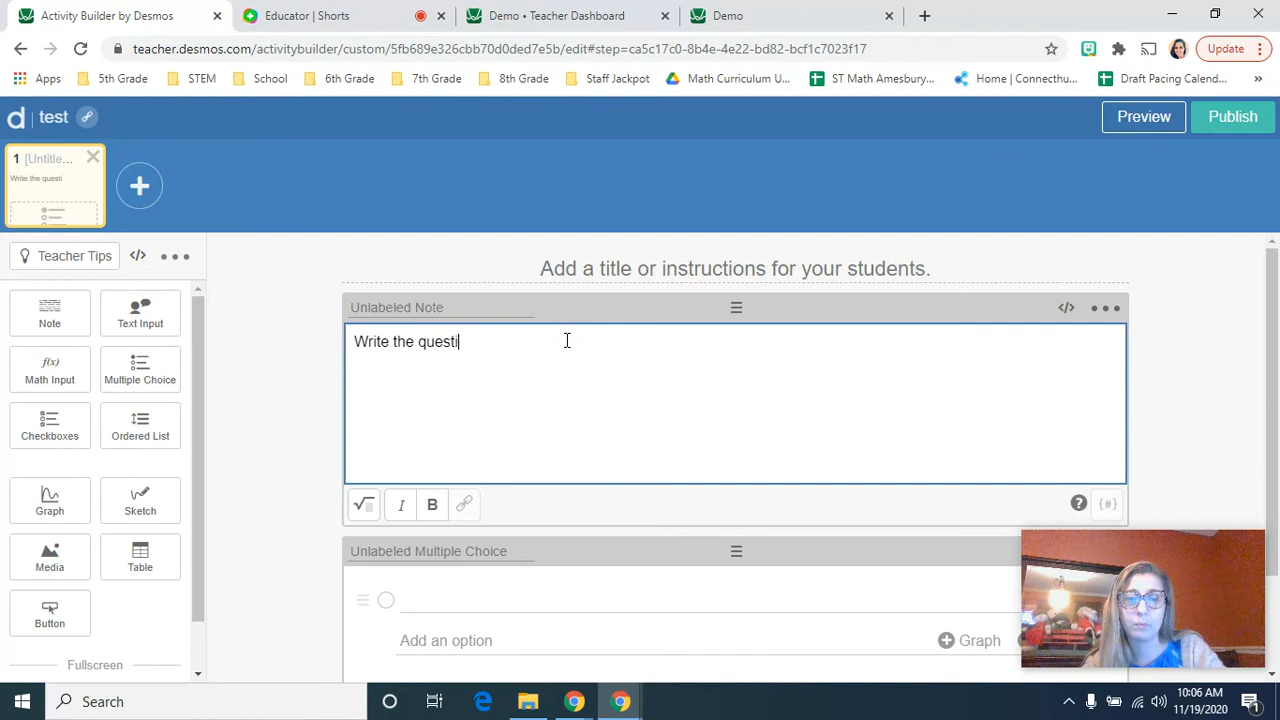 Activity Builder by Desmos
Educator | Shorts
Demo • Teacher Dashboard
Demo
teacher.desmos.com/activitybuilder/custom/5fb689e326cbb70d0ded7e5b/edit#step=ca5c17c0-8b4e-4e22-bd82-bcf1c7023f17
Update
Apps
5th Grade
STEM
School
6th Grade
7th Grade
8th Grade
Staff Jackpot
Math Curriculum U...
ST Math Amesbury...
Home | Connecthu...
Draft Pacing Calend...
»
d | test
Preview
Publish
1 [Untitle...
Write the questi
Teacher Tips
</>
Add a title or instructions for your students.
Note
Text Input
Math Input
Multiple Choice
Checkboxes
Ordered List
Graph
Sketch
Media
Table
Button
Fullscreen
Unlabeled Note
</>
Write the questi
I
B
?
{#}
Unlabeled Multiple Choice
Add an option
Graph
Search
10:06 AM
11/19/2020